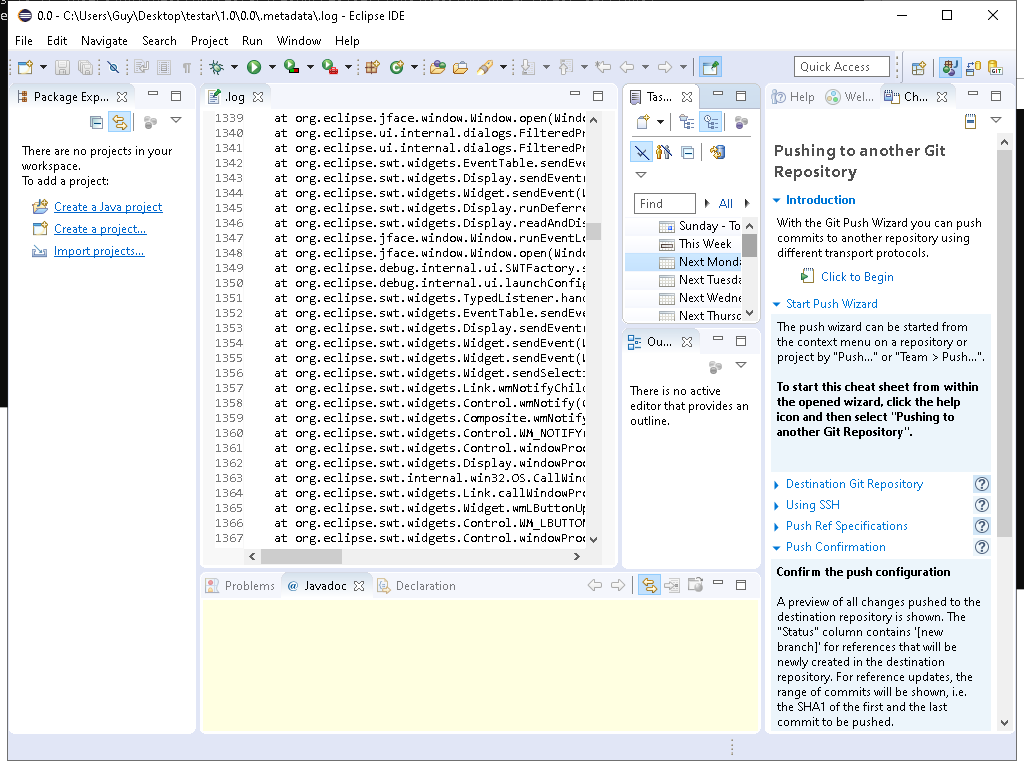 0.0 - C:\Users\Guy\Desktop\testar\1.0\0.0\.metadata\.log - Eclipse IDE
File Edit Navigate Search Project Run Window Help
Quick Access
Package Exp...
There are no projects in your
workspace.
To add a project:
Create a Java project
Create a project...
Import projects...
.log
1339 at org.eclipse.jface.window.Window.open(Windo
1340 at org.eclipse.ui.internal.dialogs.FilteredPr
1341 at org.eclipse.ui.internal.dialogs.FilteredPr
1342 at org.eclipse.swt.widgets.EventTable.sendEve
1343 at org.eclipse.swt.widgets.Display.sendEvent(
1344 at org.eclipse.swt.widgets.Widget.sendEvent(W
1345 at org.eclipse.swt.widgets.Display.runDeferre
1346 at org.eclipse.swt.widgets.Display.readAndDis
1347 at org.eclipse.jface.window.Window.runEventLo
1348 at org.eclipse.jface.window.Window.open(Windo
1349 at org.eclipse.debug.internal.ui.SWTFactory.s
1350 at org.eclipse.debug.internal.ui.launchConfig
1351 at org.eclipse.swt.widgets.TypedListener.hand
1352 at org.eclipse.swt.widgets.EventTable.sendEve
1353 at org.eclipse.swt.widgets.Display.sendEvent(
1354 at org.eclipse.swt.widgets.Widget.sendEvent(W
1355 at org.eclipse.swt.widgets.Widget.sendEvent(W
1356 at org.eclipse.swt.widgets.Widget.sendSelecti
1357 at org.eclipse.swt.widgets.Link.wmNotifyChild
1358 at org.eclipse.swt.widgets.Control.wmNotify(C
1359 at org.eclipse.swt.widgets.Composite.wmNotify
1360 at org.eclipse.swt.widgets.Control.WM_NOTIFY(
1361 at org.eclipse.swt.widgets.Control.windowProc
1362 at org.eclipse.swt.widgets.Display.windowProc
1363 at org.eclipse.swt.internal.win32.OS.CallWind
1364 at org.eclipse.swt.widgets.Link.callWindowPro
1365 at org.eclipse.swt.widgets.Widget.wmLButtonUp
1366 at org.eclipse.swt.widgets.Control.WM_LBUTTON
1367 at org.eclipse.swt.widgets.Control.windowProc
Tas...
Find
All
Sunday - To
This Week
Next Monda
Next Tuesda
Next Wedne
Next Thursd
Ou...
There is no active
editor that provides an
outline.
Problems @ Javadoc Declaration
Help Wel... Ch...
Pushing to another Git
Repository
Introduction
With the Git Push Wizard you can push
commits to another repository using
different transport protocols.
Click to Begin
Start Push Wizard
The push wizard can be started from
the context menu on a repository or
project by "Push..." or "Team > Push...".
To start this cheat sheet from within
the opened wizard, click the help
icon and then select "Pushing to
another Git Repository".
Destination Git Repository
Using SSH
Push Ref Specifications
Push Confirmation
Confirm the push configuration
A preview of all changes pushed to the
destination repository is shown. The
"Status" column contains '[new
branch]' for references that will be
newly created in the destination
repository. For reference updates, the
range of commits will be shown, i.e.
the SHA1 of the first and the last
commit to be pushed.